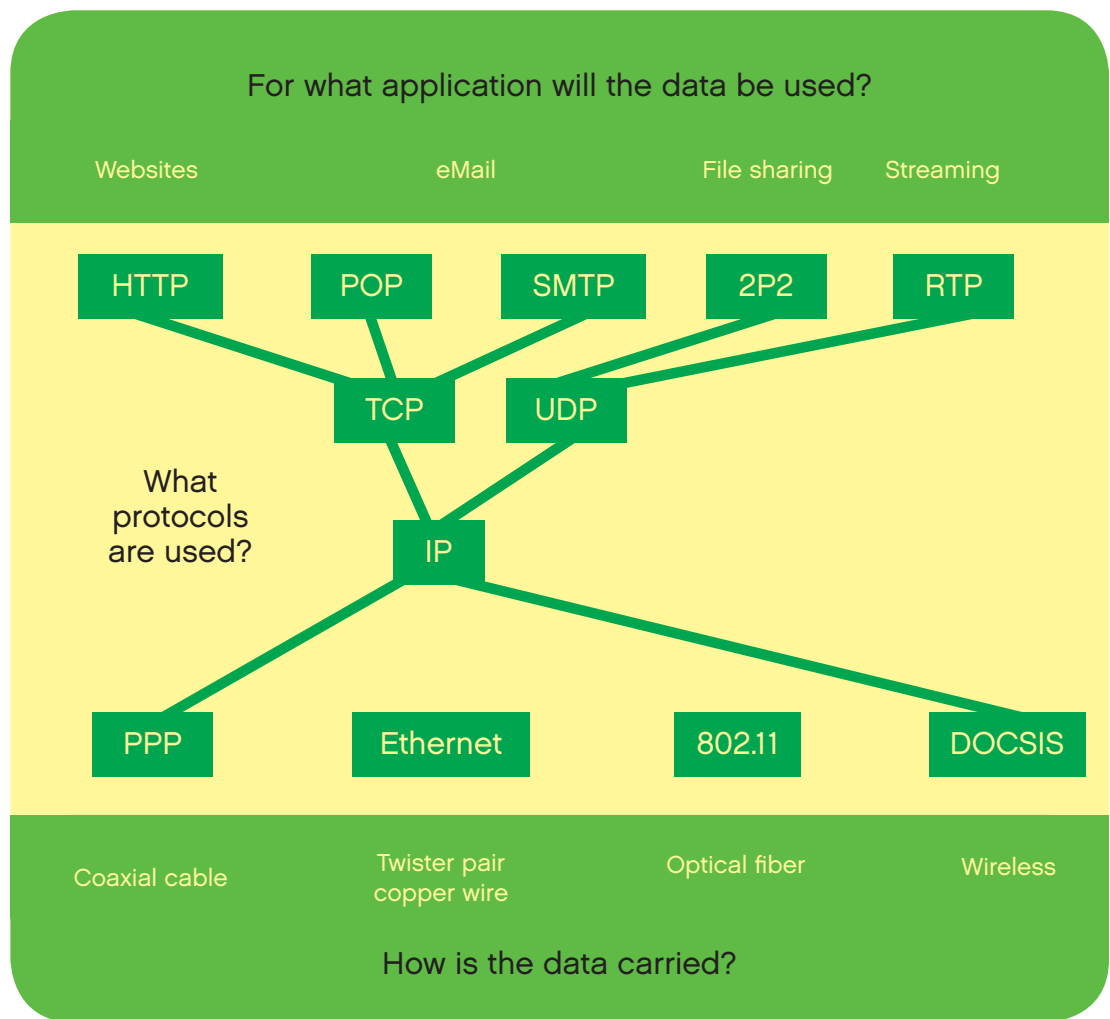 For what application will the data be used?
Websites
eMail
File sharing
Streaming
HTTP
POP
SMTP
2P2
RTP
TCP
UDP
What
protocols
are used?
IP
PPP
Ethernet
802.11
DOCSIS
Coaxial cable
Twister pair
copper wire
Optical fiber
Wireless
How is the data carried?